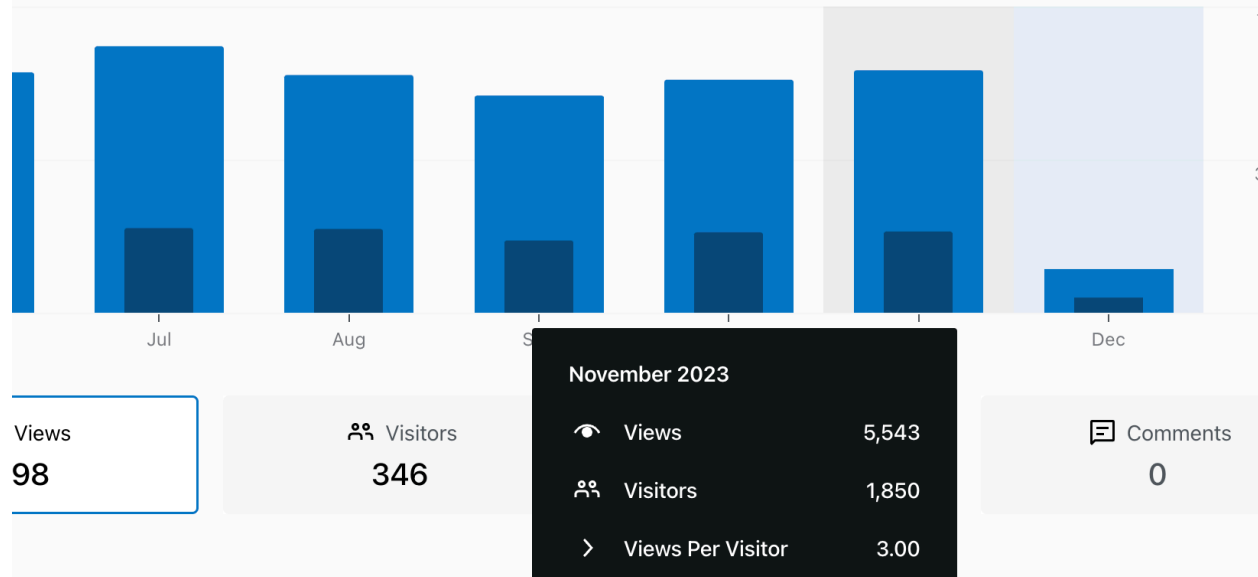 Jul
Aug
S
Dec
Views
98
Visitors
346
November 2023
Views 5,543
Visitors 1,850
Views Per Visitor 3.00
Comments
0